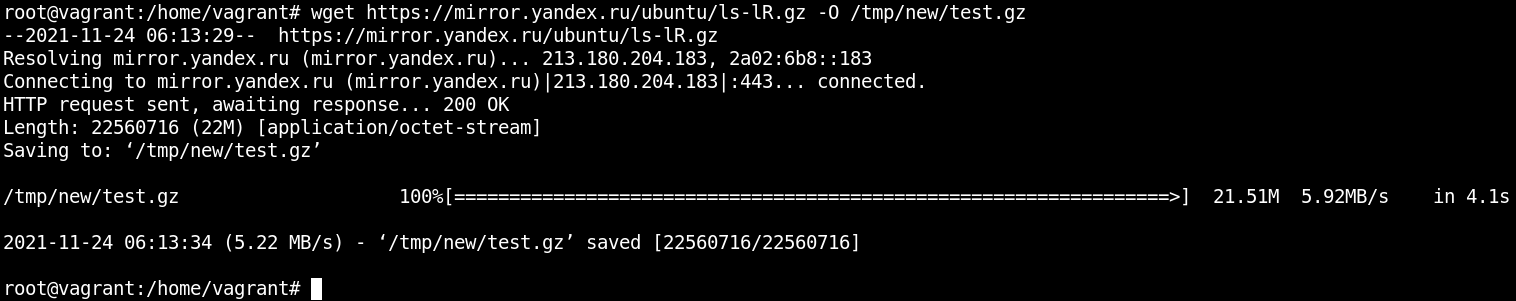 root@vagrant:/home/vagrant# wget https://mirror.yandex.ru/ubuntu/ls-lR.gz -O /tmp/new/test.gz
--2021-11-24 06:13:29--  https://mirror.yandex.ru/ubuntu/ls-lR.gz
Resolving mirror.yandex.ru (mirror.yandex.ru)... 213.180.204.183, 2a02:6b8::183
Connecting to mirror.yandex.ru (mirror.yandex.ru)|213.180.204.183|:443... connected.
HTTP request sent, awaiting response... 200 OK
Length: 22560716 (22M) [application/octet-stream]
Saving to: ‘/tmp/new/test.gz’
/tmp/new/test.gz                    100%[=================================================================>]  21.51M  5.92MB/s    in 4.1s
2021-11-24 06:13:34 (5.22 MB/s) - ‘/tmp/new/test.gz’ saved [22560716/22560716]
root@vagrant:/home/vagrant#